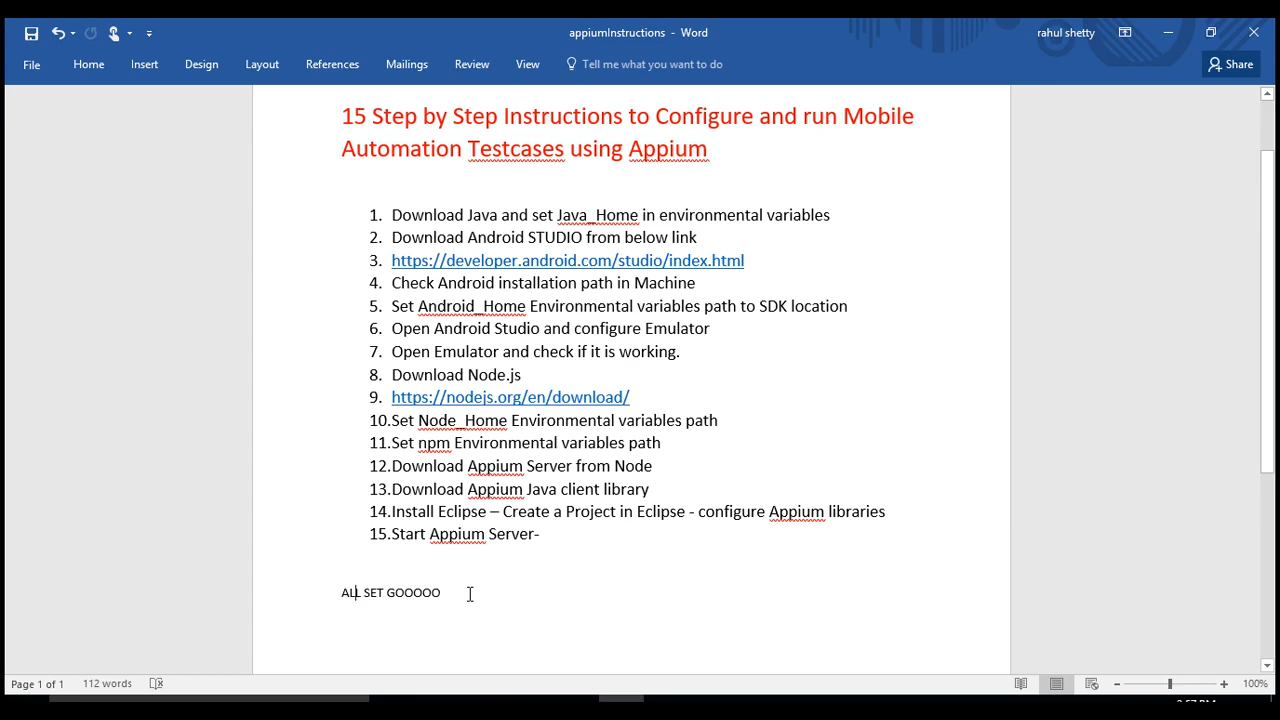 appiumInstructions - Word
rahul shetty
File Home Insert Design Layout References Mailings Review View Tell me what you want to do Share
15 Step by Step Instructions to Configure and run Mobile
Automation Testcases using Appium
1. Download Java and set Java_Home in environmental variables
2. Download Android STUDIO from below link
3. https://developer.android.com/studio/index.html
4. Check Android installation path in Machine
5. Set Android_Home Environmental variables path to SDK location
6. Open Android Studio and configure Emulator
7. Open Emulator and check if it is working.
8. Download Node.js
9. https://nodejs.org/en/download/
10.Set Node_Home Environmental variables path
11.Set npm Environmental variables path
12.Download Appium Server from Node
13.Download Appium Java client library
14.Install Eclipse – Create a Project in Eclipse - configure Appium libraries
15.Start Appium Server-
ALL SET GOOOOO
Page 1 of 1 112 words 100%